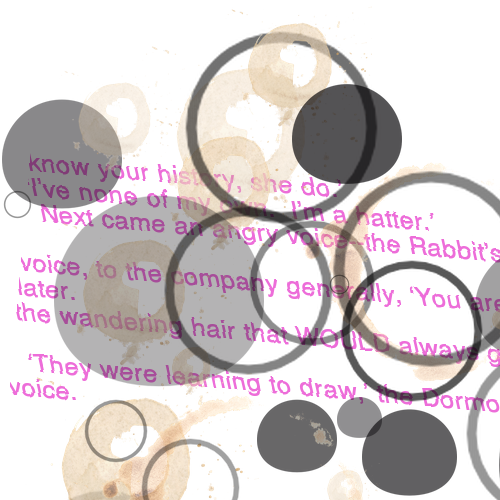 know your history, she do.'
'I've none of my own. I'm a hatter.'
Next came an angry voice—the Rabbit's
voice, to the company generally, 'You are
later.
the wandering hair that WOULD always g
'They were learning to draw,' the Dormo
voice.